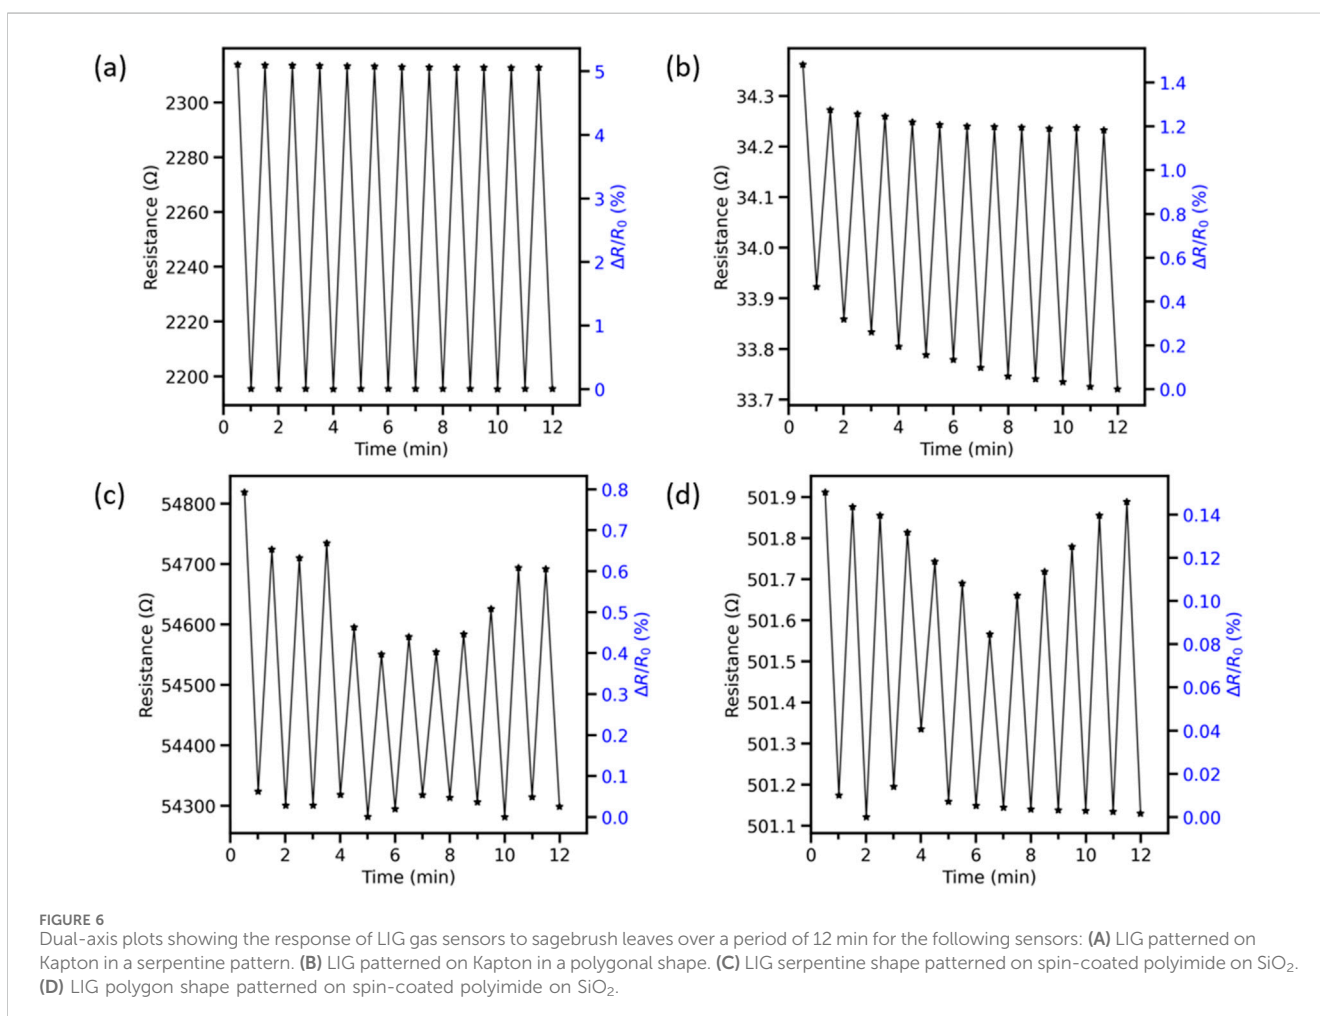 (a)
Resistance (Ω)
2300
2280
2260
2240
2220
2200
5
4
3
2
1
0
ΔR/R₀ (%)
0 2 4 6 8 10 12
Time (min)
(b)
Resistance (Ω)
34.3
34.2
34.1
34.0
33.9
33.8
33.7
1.4
1.2
1.0
0.8
0.6
0.4
0.2
0.0
ΔR/R₀ (%)
0 2 4 6 8 10 12
Time (min)
(c)
Resistance (Ω)
54800
54700
54600
54500
54400
54300
0.8
0.7
0.6
0.5
0.4
0.3
0.2
0.1
0.0
ΔR/R₀ (%)
0 2 4 6 8 10 12
Time (min)
(d)
Resistance (Ω)
501.9
501.8
501.7
501.6
501.5
501.4
501.3
501.2
501.1
0.14
0.12
0.10
0.08
0.06
0.04
0.02
0.00
ΔR/R₀ (%)
0 2 4 6 8 10 12
Time (min)
FIGURE 6
Dual-axis plots showing the response of LIG gas sensors to sagebrush leaves over a period of 12 min for the following sensors: (A) LIG patterned on
Kapton in a serpentine pattern. (B) LIG patterned on Kapton in a polygonal shape. (C) LIG serpentine shape patterned on spin-coated polyimide on SiO₂.
(D) LIG polygon shape patterned on spin-coated polyimide on SiO₂.